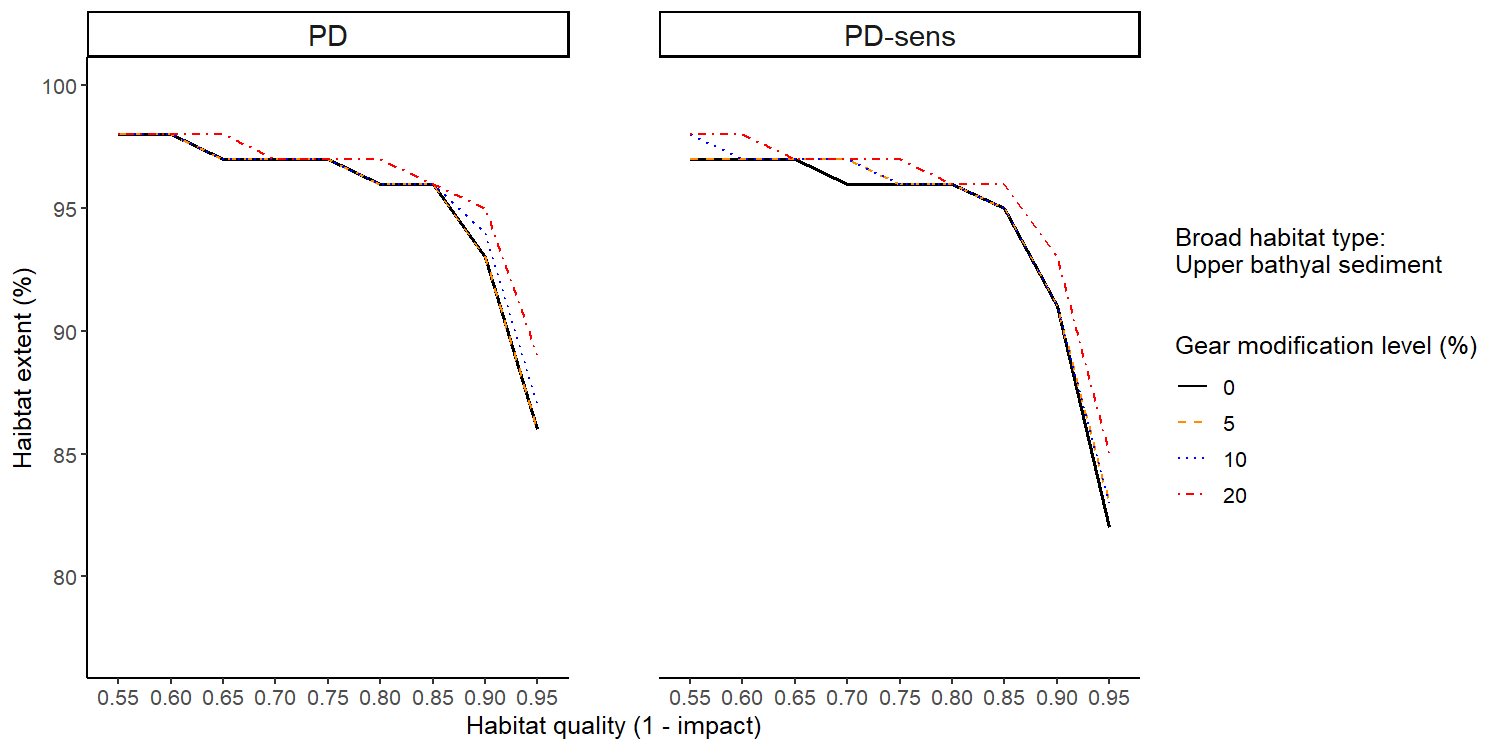 PD
PD-sens
100
95
90
85
80
Haibtat extent (%)
0.55 0.60 0.65 0.70 0.75 0.80 0.85 0.90 0.95
0.55 0.60 0.65 0.70 0.75 0.80 0.85 0.90 0.95
Habitat quality (1 - impact)
Broad habitat type:
Upper bathyal sediment
Gear modification level (%)
0
5
10
20